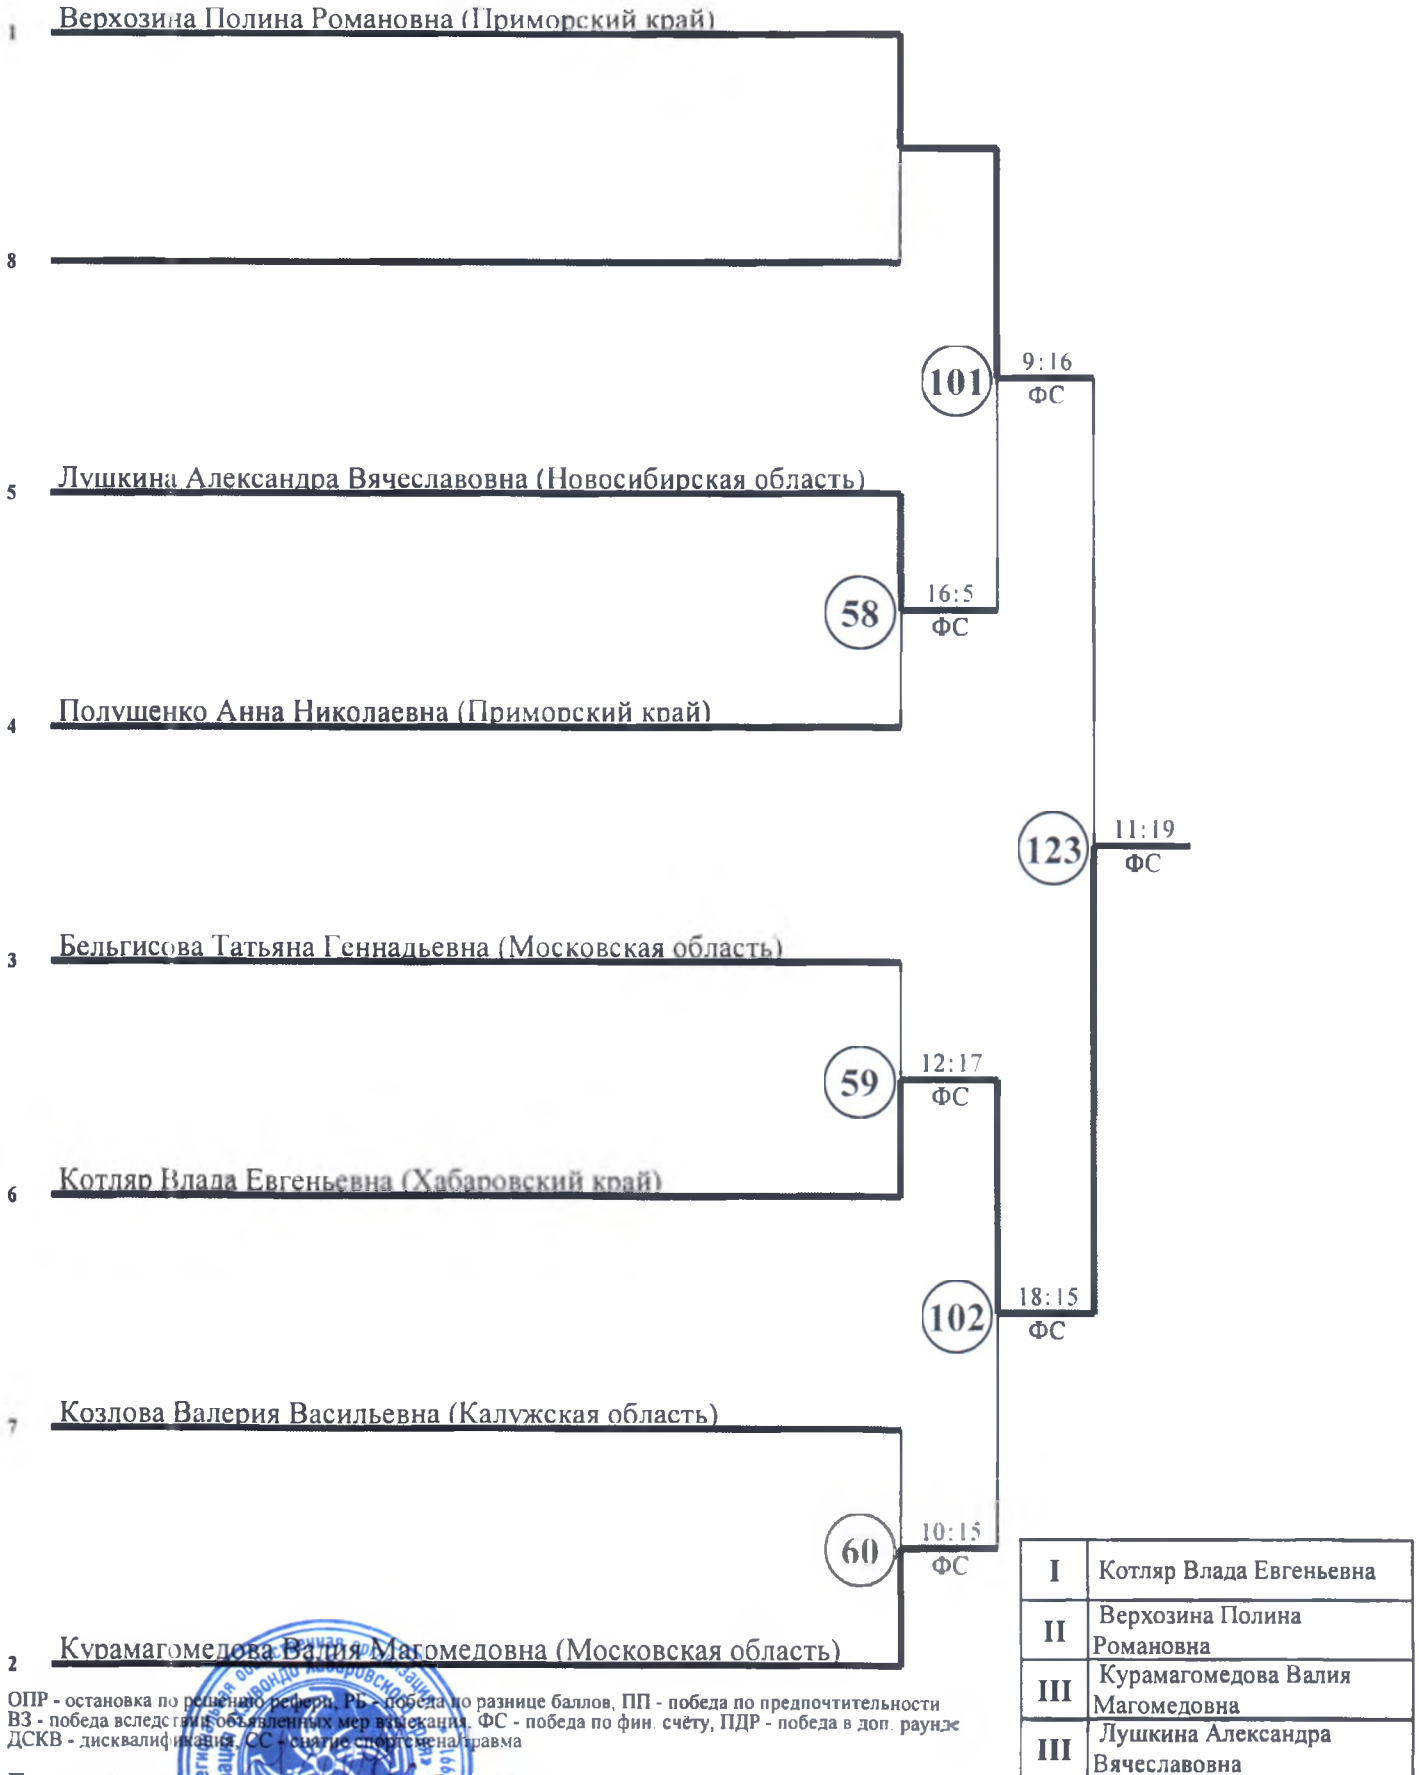 1 Верхозина Полина Романовна (Приморский край)
8
101 9:16
ФС
5 Лушкина Александра Вячеславовна (Новосибирская область)
58 16:5
ФС
4 Полушенко Анна Николаевна (Приморский край)
123 11:19
ФС
3 Бельгисова Татьяна Геннадьевна (Московская область)
59 12:17
ФС
6 Котляр Влада Евгеньевна (Хабаровский край)
102 18:15
ФС
7 Козлова Валерия Васильевна (Калужская область)
60 10:15
ФС
2 Курамагомедова Валия Магомедовна (Московская область)
I Котляр Влада Евгеньевна
II Верхозина Полина
Романовна
III Курамагомедова Валия
Магомедовна
III Лушкина Александра
Вячеславовна
ОПР - остановка по решению рефери, РБ - победа по разнице баллов, ПП - победа по предпочтительности
ВЗ - победа вследствии объявленных мер взыскания, ФС - победа по фин. счёту, ПДР - победа в доп. раунде
ДСКВ - дисквалификация, СС - снятие спортсмена/травма